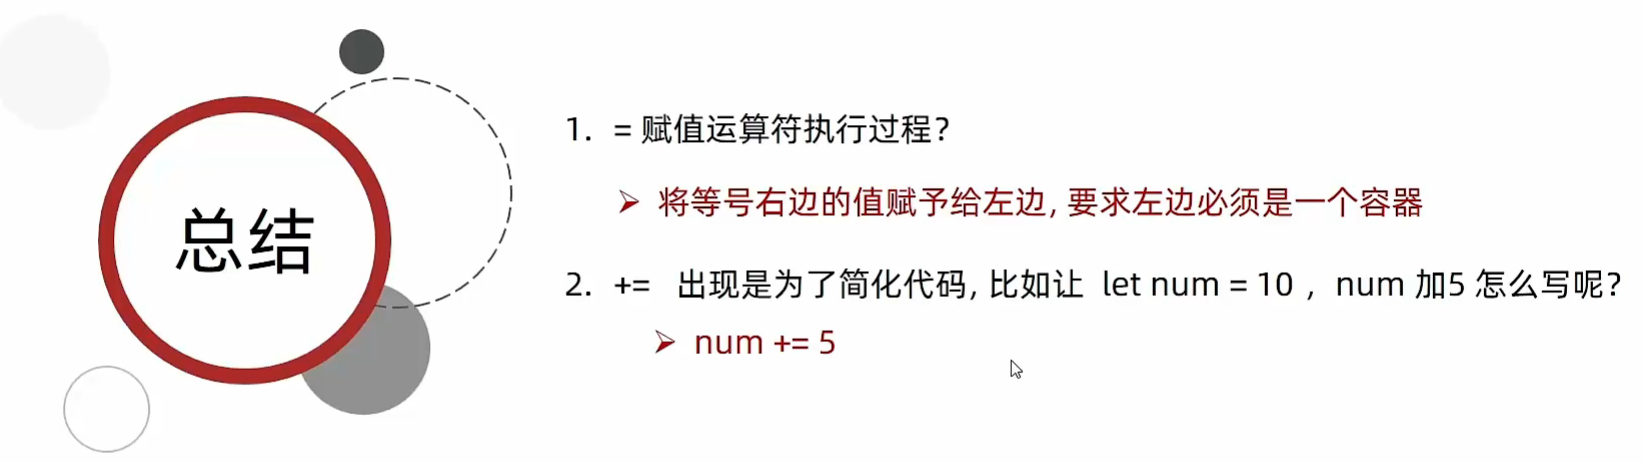 总结
1. = 赋值运算符执行过程？
➢ 将等号右边的值赋予给左边, 要求左边必须是一个容器
2. += 出现是为了简化代码, 比如让 let num = 10 ，num 加5 怎么写呢？
➢ num += 5